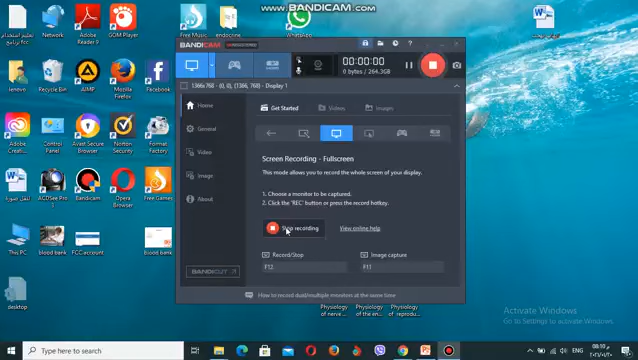 www.BANDICAM.com
Adobe Reader 9
GOM Player
Free Music
endocrine
WhatsApp
BANDICAM
00:00:00
0 bytes / 264.3GB
1366x768 - (0, 0), (1366, 768) - Display 1
lenovo
Recycle Bin
AIMP
Mozilla Firefox
Facebook
Home
General
Video
Image
About
Get Started
Videos
Images
Screen Recording - Fullscreen
This mode allows you to record the whole screen of your display.
1. Choose a monitor to be captured.
2. Click the 'REC' button or press the record hotkey.
Stop recording
View online help
Record/Stop
F12
Image capture
F11
BANDICUT
How to record dual/multiple monitors at the same time
Adobe Creati...
Control Panel
Avast Secure Browser
Norton Security
Format Factory
ACDSee Pro
Bandicam
Opera Browser
Free Games
This PC
blood bank
FCC account
blood bank
desktop
Physiology of nerve
Physiology of the en...
Physiology of reprodu...
Activate Windows
Go to Settings to activate Windows.
Type here to search
ENG